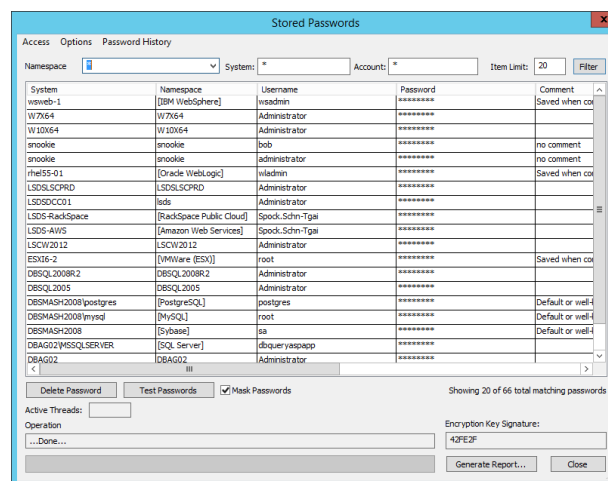 Stored Passwords
x
Access Options Password History
Namespace * System: * Account: * Item Limit: 20 Filter
System Namespace Username Password Comment
wsweb-1 [IBM WebSphere] wsadmin ******** Saved when co
W7X64 W7X64 Administrator ********
W10X64 W10X64 Administrator ********
snookie snookie bob ******** no comment
snookie snookie administrator ******** no comment
rhel55-01 [Oracle WebLogic] wladmin ******** Saved when co
LSDSLSCPRD LSDSLSCPRD Administrator ********
LSDSDCC01 lsds Administrator ********
LSDS-RackSpace [RackSpace Public Cloud] Spock.Schn-Tgai ********
LSDS-AWS [Amazon Web Services] Spock.Schn-Tgai ********
LSCW2012 LSCW2012 Administrator ********
ESXI6-2 [VMWare (ESX)] root ******** Saved when co
DBSQL2008R2 DBSQL2008R2 Administrator ********
DBSQL2005 DBSQL2005 Administrator ********
DBSMASH2008\postgres [PostgreSQL] postgres ******** Default or well-
DBSMASH2008\mysql [MySQL] root ******** Default or well-
DBSMASH2008 [Sybase] sa ******** Default or well-
DBAG02\MSSQLSERVER [SQL Server] dbqueryaspapp ********
DBAG02 DBAG02 Administrator ********
Delete Password Test Passwords Mask Passwords Showing 20 of 66 total matching passwords
Active Threads:
Operation Encryption Key Signature:
...Done... 42FE2F
Generate Report... Close